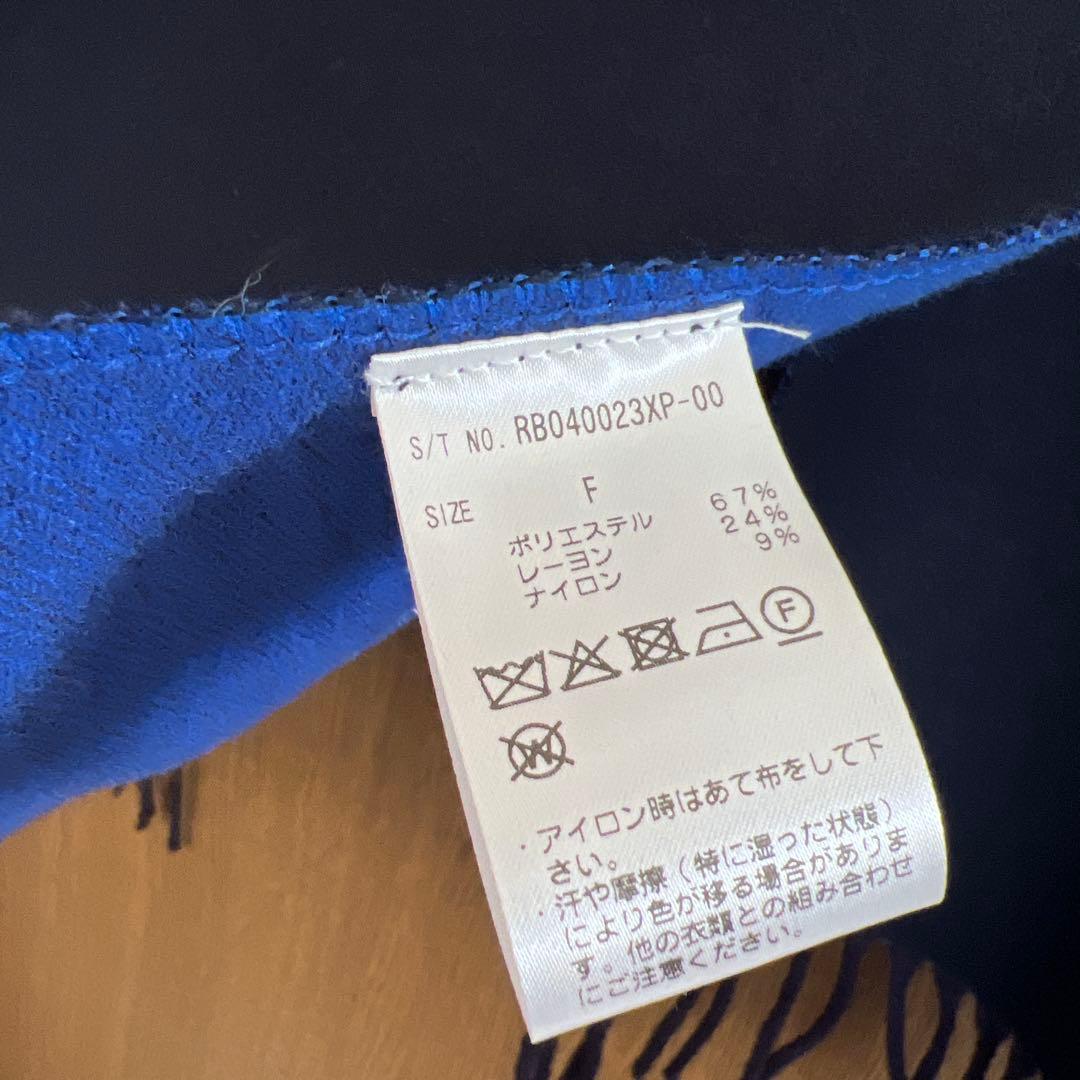 S/T NO. RB040023XP-00
SIZE F
ポリエステル 67%
レーヨン 24%
ナイロン 9%
F
W
・アイロン時はあて布をして下
さい。
・汗や摩擦(特に湿った状態)
により色が移る場合がありま
す。他の衣類との組み合わせ
にご注意ください。